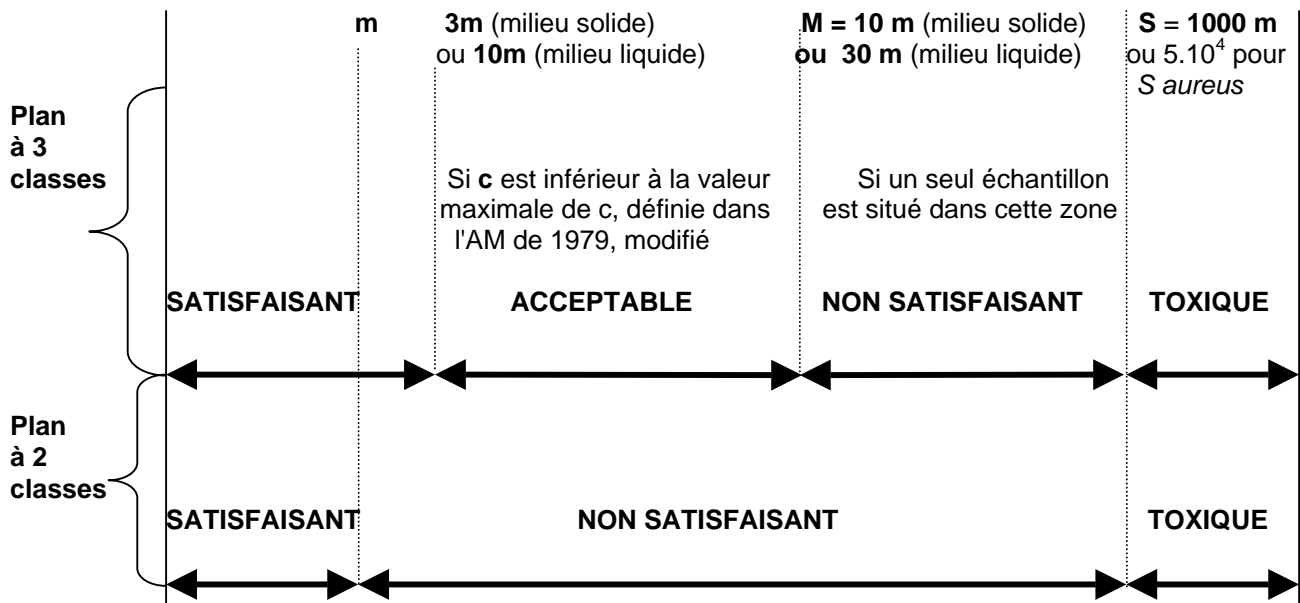 m
3m (milieu solide)
ou 10m (milieu liquide)
M = 10 m (milieu solide)
ou 30 m (milieu liquide)
S = 1000 m
ou 5.10⁴ pour
S aureus
Plan
à 3
classes
Si c est inférieur à la valeur
maximale de c, définie dans
l'AM de 1979, modifié
Si un seul échantillon
est situé dans cette zone
SATISFAISANT
ACCEPTABLE
NON SATISFAISANT
TOXIQUE
Plan
à 2
classes
SATISFAISANT
NON SATISFAISANT
TOXIQUE